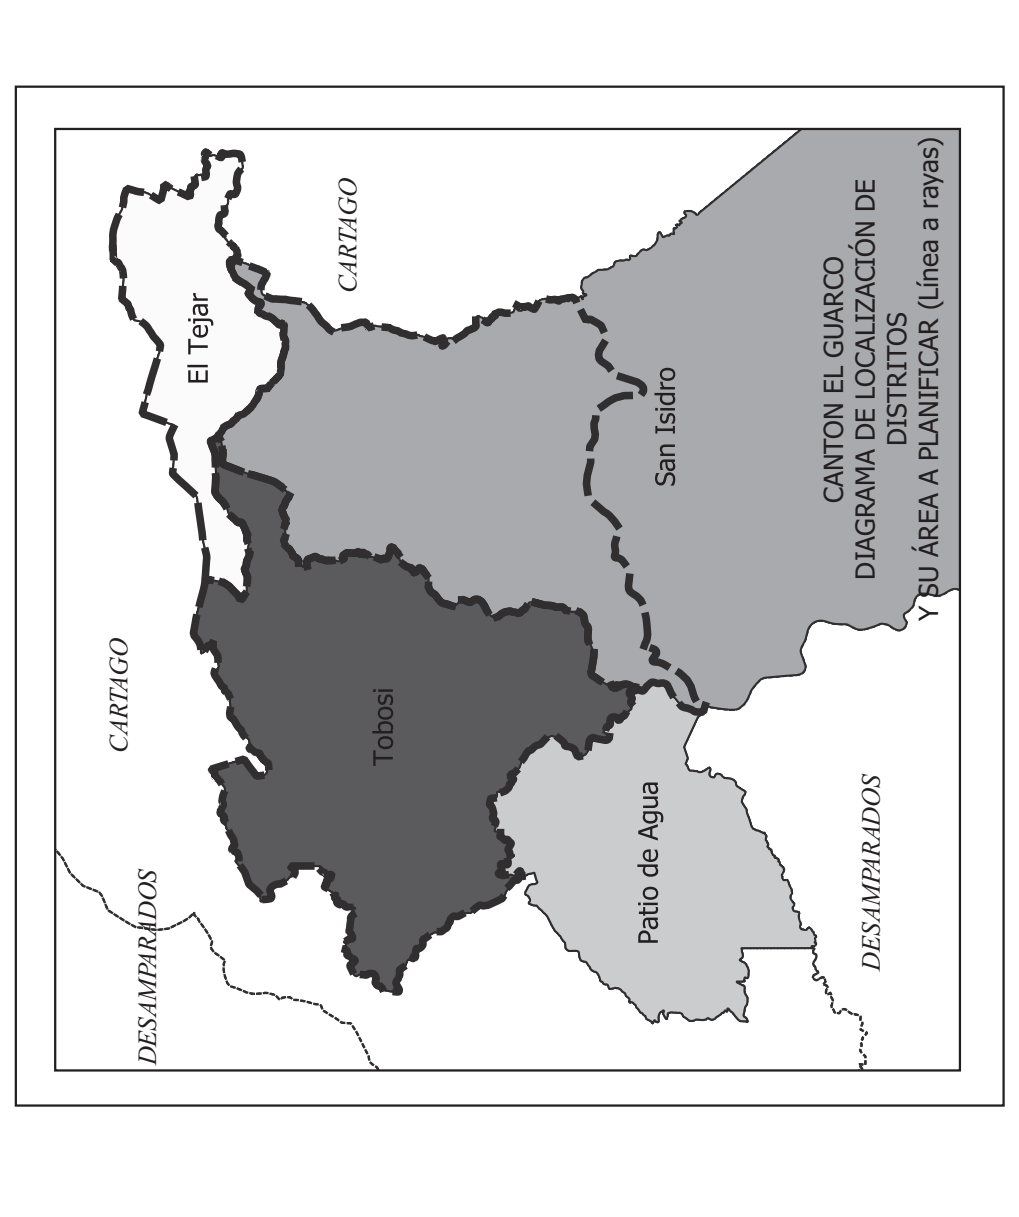 CARTAGO
DESAMPARADOS
El Tejar
CARTAGO
Tobosi
Patio de Agua
San Isidro
DESAMPARADOS
CANTON EL GUARCO
DIAGRAMA DE LOCALIZACIÓN DE
DISTRITOS
Y SU ÁREA A PLANIFICAR (Línea a rayas)